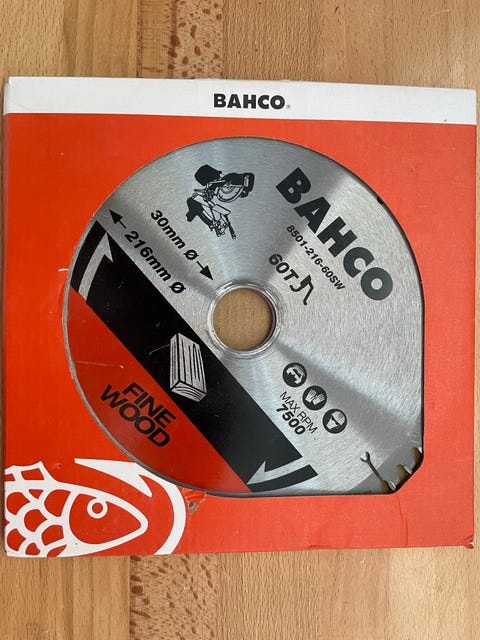 BAHCO®
BAHCO
8501-216-60SW
60T
30mm Ø
216mm Ø
FINE
WOOD
MAX.RPM
7500